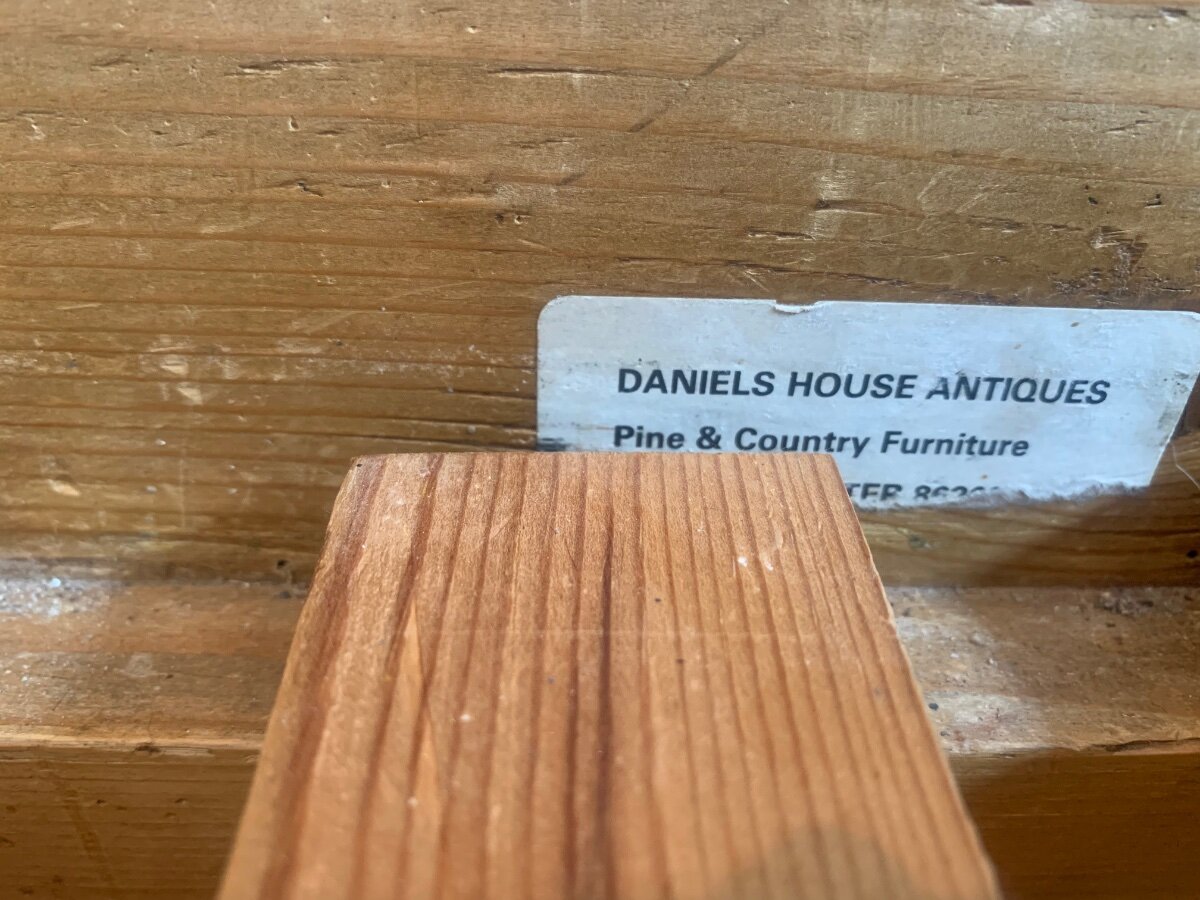 DANIELS HOUSE ANTIQUES
Pine & Country Furniture